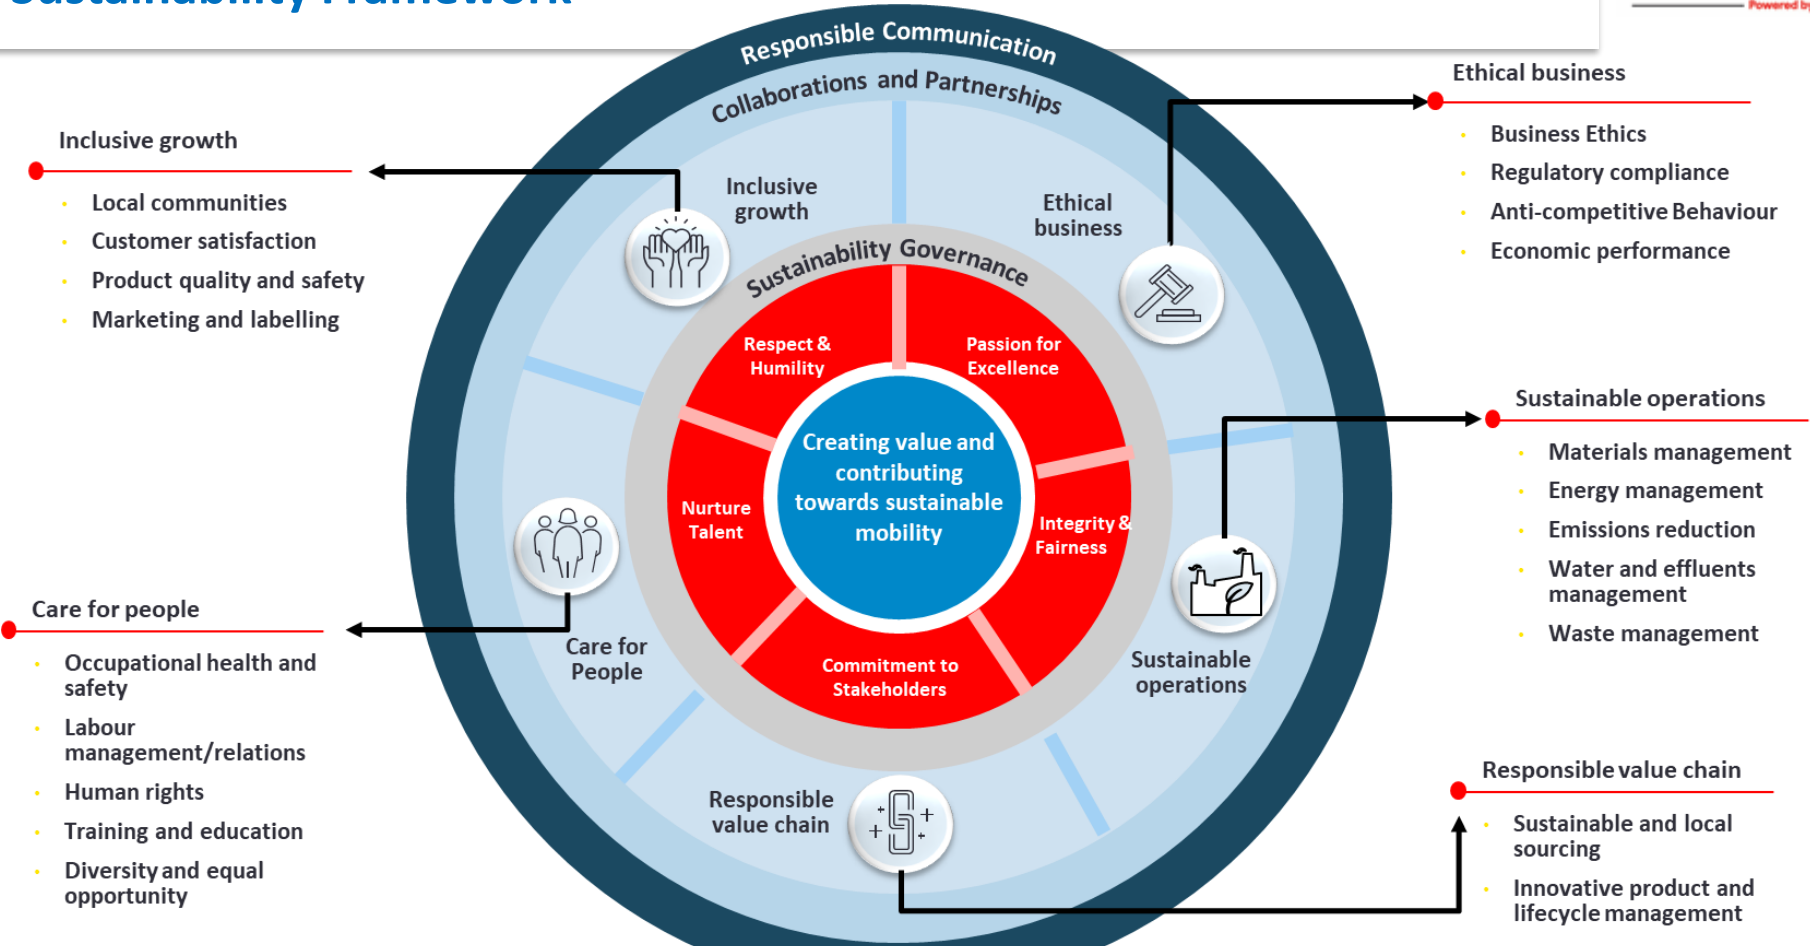 Sustainability Framework
Powered by
Responsible Communication
Collaborations and Partnerships
Inclusive growth
Local communities
Customer satisfaction
Product quality and safety
Marketing and labelling
Care for people
Occupational health and
safety
Labour
management/relations
Human rights
Training and education
Diversity and equal
opportunity
Inclusive
growth
Ethical
business
Sustainability Governance
Respect &
Humility
Passion for
Excellence
Creating value and
contributing
towards sustainable
mobility
Nurture
Talent
Integrity &
Fairness
Commitment to
Stakeholders
Care for
People
Sustainable
operations
Responsible
value chain
Ethical business
Business Ethics
Regulatory compliance
Anti-competitive Behaviour
Economic performance
Sustainable operations
Materials management
Energy management
Emissions reduction
Water and effluents
management
Waste management
Responsible value chain
Sustainable and local
sourcing
Innovative product and
lifecycle management